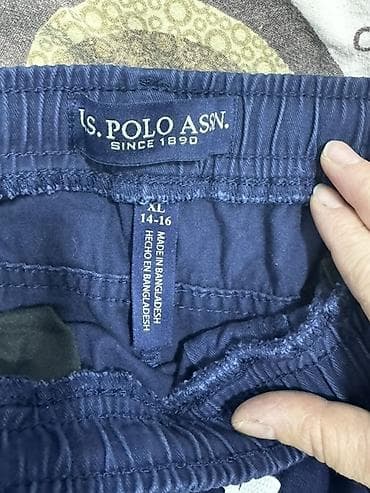 U.S. POLO ASSN.
SINCE 1890
XL
14-16
MADE IN BANGLADESH
HECHO EN BANGLADESH